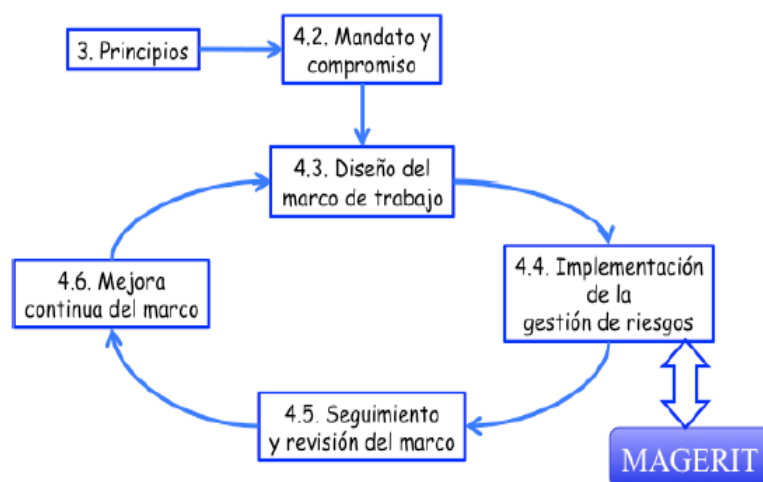 3. Principios
4.2. Mandato y
compromiso
4.3. Diseño del
marco de trabajo
4.4. Implementación
de la
gestión de riesgos
4.6. Mejora
continua del marco
4.5. Seguimiento
y revisión del marco
MAGERIT